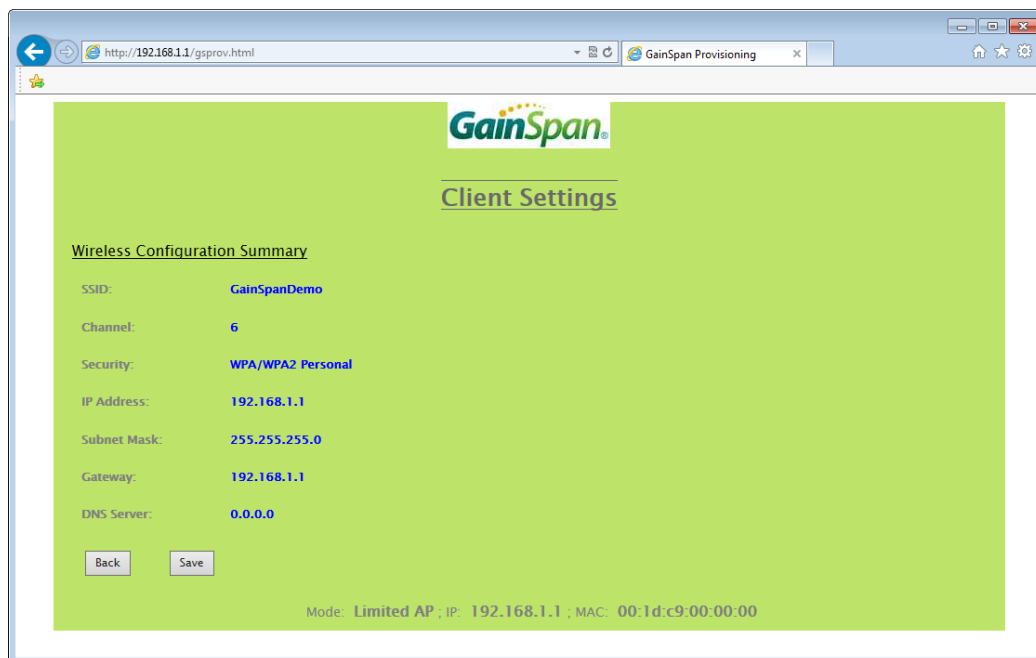 http://192.168.1.1/gsprov.html
GainSpan Provisioning
GainSpan®
Client Settings
Wireless Configuration Summary
SSID: GainSpanDemo
Channel: 6
Security: WPA/WPA2 Personal
IP Address: 192.168.1.1
Subnet Mask: 255.255.255.0
Gateway: 192.168.1.1
DNS Server: 0.0.0.0
Back Save
Mode: Limited AP ; IP: 192.168.1.1 ; MAC: 00:1d:c9:00:00:00